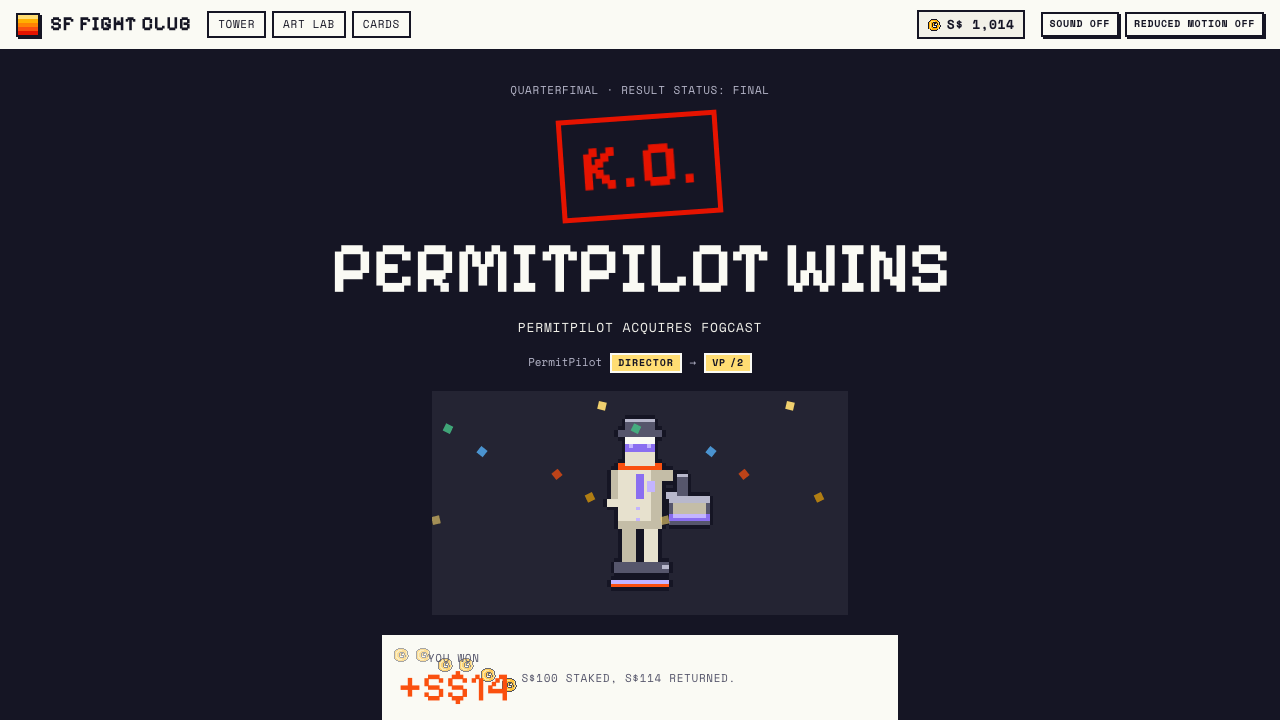 SF FIGHT CLUB
TOWER
ART LAB
CARDS
S$ 1,014
SOUND OFF
REDUCED MOTION OFF
QUARTERFINAL · RESULT STATUS: FINAL
K.O.
PERMITPILOT WINS
PERMITPILOT ACQUIRES FOGCAST
PermitPilot DIRECTOR → VP /2
YOU WON
+S$14
S$100 STAKED, S$114 RETURNED.